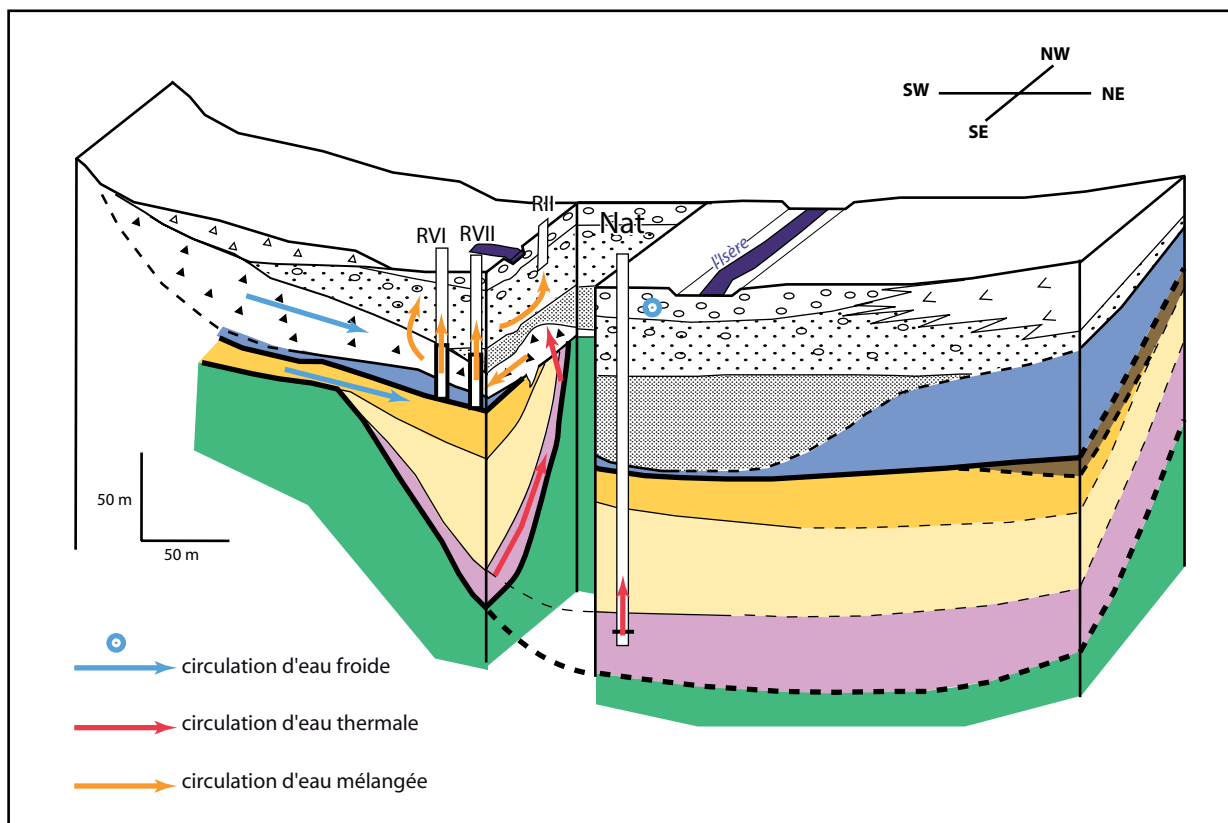 NW
SW
NE
SE
RII
Nat
RVI
RVII
l'Isère
50 m
50 m
circulation d'eau froide
circulation d'eau thermale
circulation d'eau mélangée